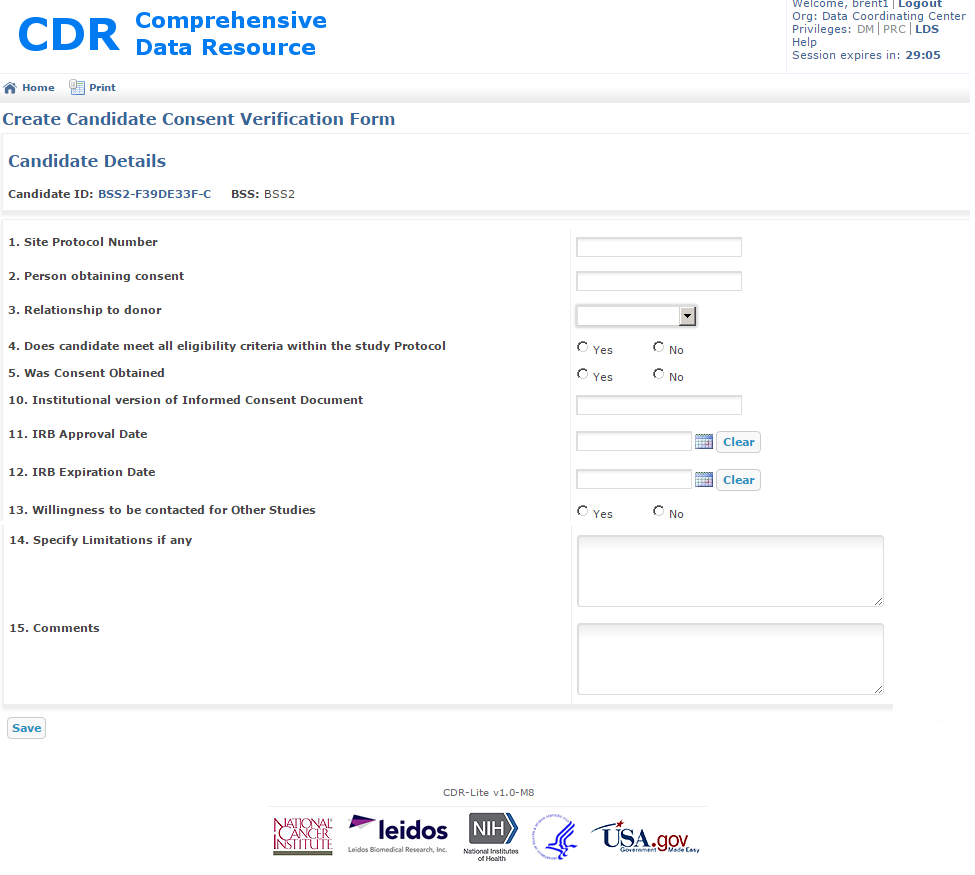 CDR Comprehensive
Data Resource
Welcome, brent1 | Logout
Org: Data Coordinating Center
Privileges: DM | PRC | LDS
Help
Session expires in: 29:05
Home Print
Create Candidate Consent Verification Form
Candidate Details
Candidate ID: BSS2-F39DE33F-C BSS: BSS2
1. Site Protocol Number
2. Person obtaining consent
3. Relationship to donor
4. Does candidate meet all eligibility criteria within the study Protocol Yes No
5. Was Consent Obtained Yes No
10. Institutional version of Informed Consent Document
11. IRB Approval Date Clear
12. IRB Expiration Date Clear
13. Willingness to be contacted for Other Studies Yes No
14. Specify Limitations if any
15. Comments
Save
CDR-Lite v1.0-M8
NATIONAL
CANCER
INSTITUTE
leidos
Leidos Biomedical Research, Inc.
NIH
National Institutes
of Health
USA.gov
Government Made Easy